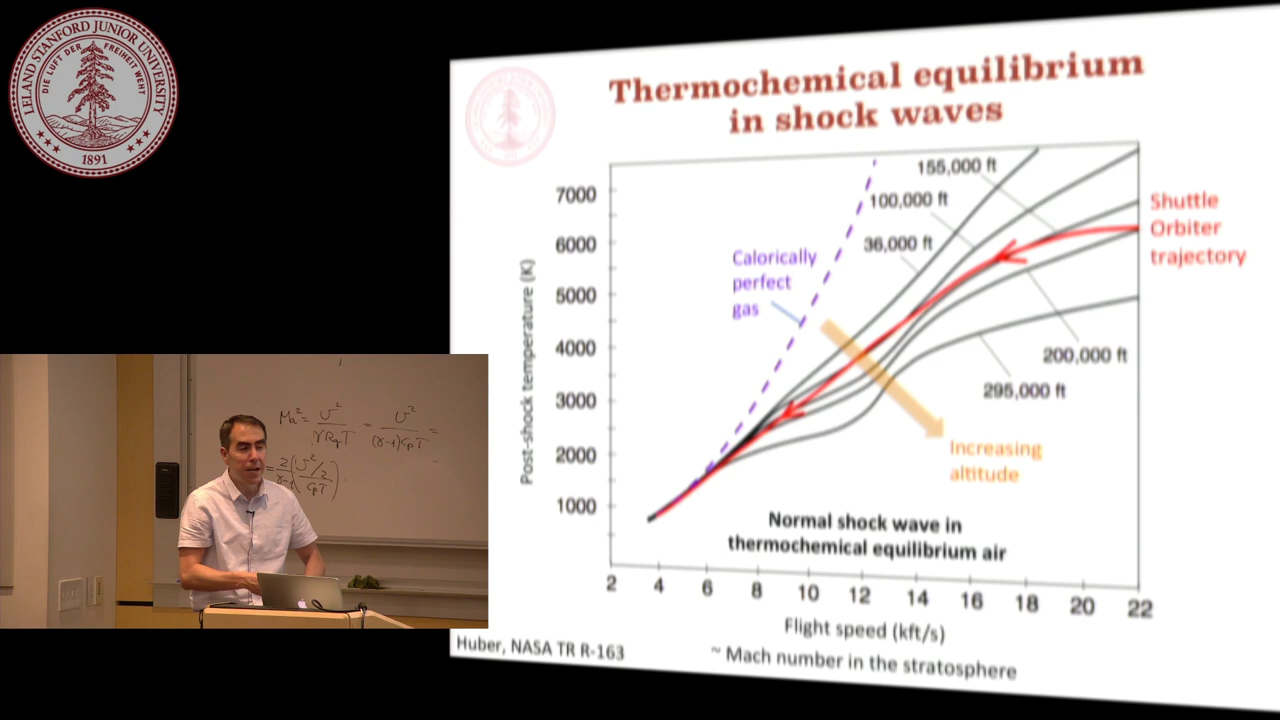 LELAND STANFORD JUNIOR UNIVERSITY
DIE LUFT DER FREIHEIT WEHT
1891
Thermochemical equilibrium
in shock waves
7000
6000
5000
4000
3000
2000
1000
Post-shock temperature (K)
155,000 ft
100,000 ft
36,000 ft
Shuttle
Orbiter
trajectory
Calorically
perfect
gas
200,000 ft
295,000 ft
Increasing
altitude
Normal shock wave in
thermochemical equilibrium air
2 4 6 8 10 12 14 16 18 20 22
Flight speed (kft/s)
~ Mach number in the stratosphere
Huber, NASA TR R-163